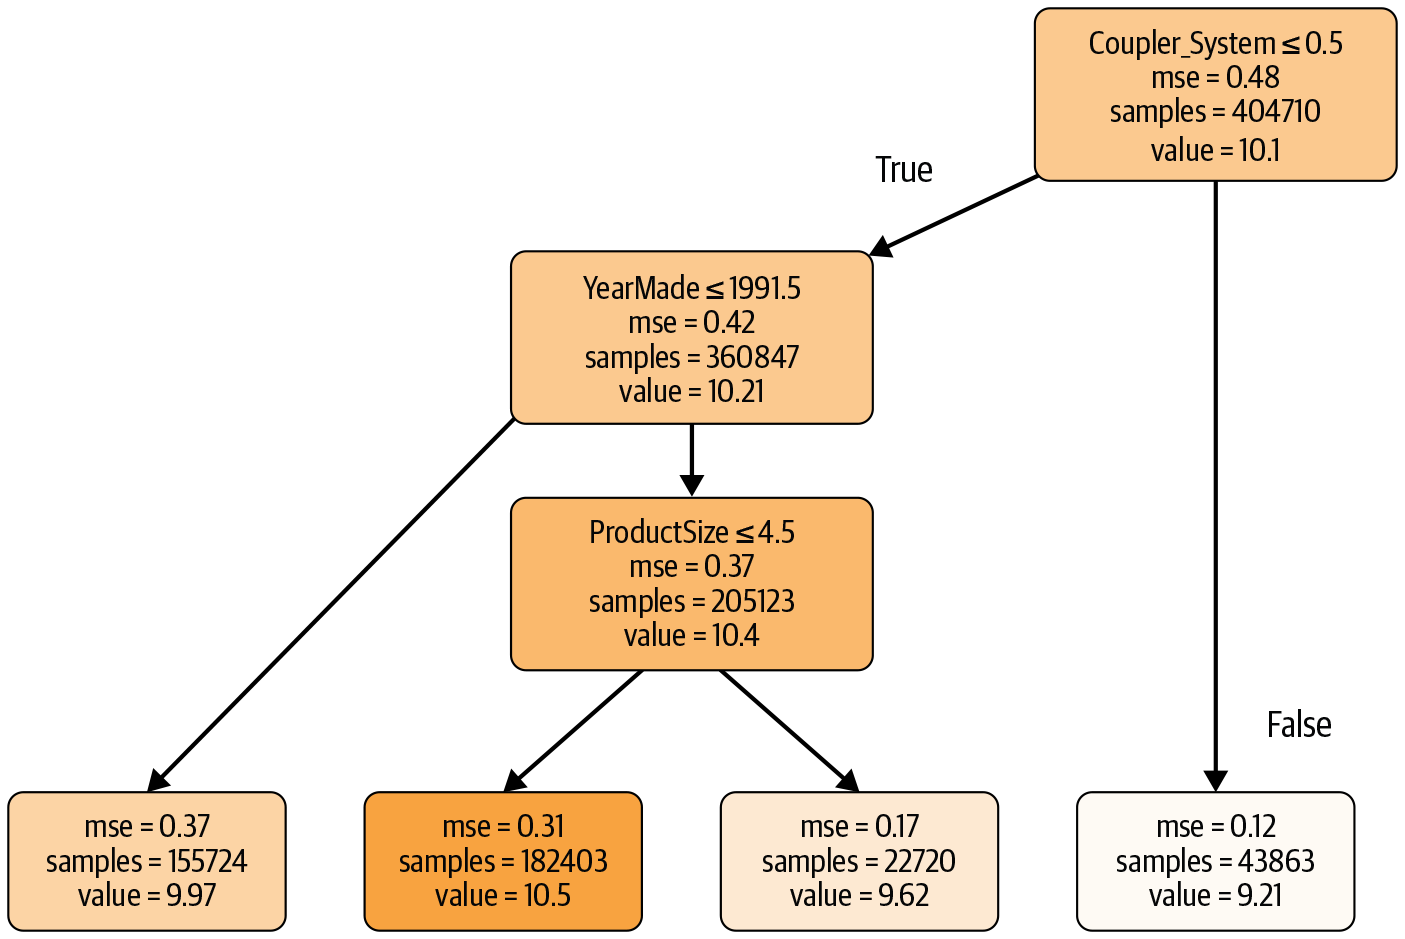 Coupler_System ≤ 0.5
mse = 0.48
samples = 404710
value = 10.1
True
YearMade ≤ 1991.5
mse = 0.42
samples = 360847
value = 10.21
ProductSize ≤ 4.5
mse = 0.37
samples = 205123
value = 10.4
False
mse = 0.37
samples = 155724
value = 9.97
mse = 0.31
samples = 182403
value = 10.5
mse = 0.17
samples = 22720
value = 9.62
mse = 0.12
samples = 43863
value = 9.21